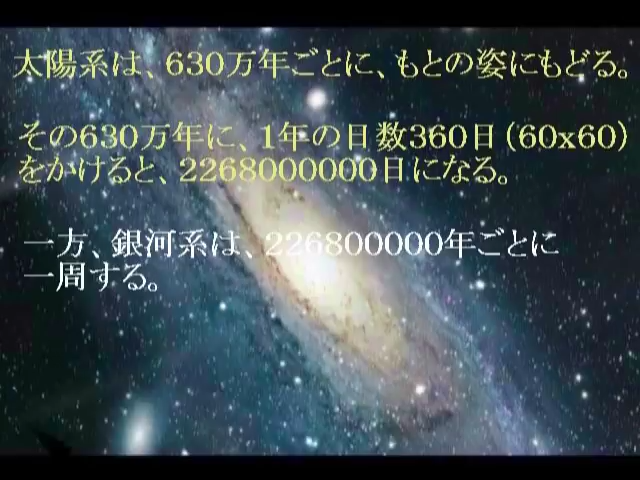 太陽系は、630万年ごとに、もとの姿にもどる。
その630万年に、1年の日数360日（60x60）
をかけると、2268000000日になる。
一方、銀河系は、226800000年ごとに
一周する。